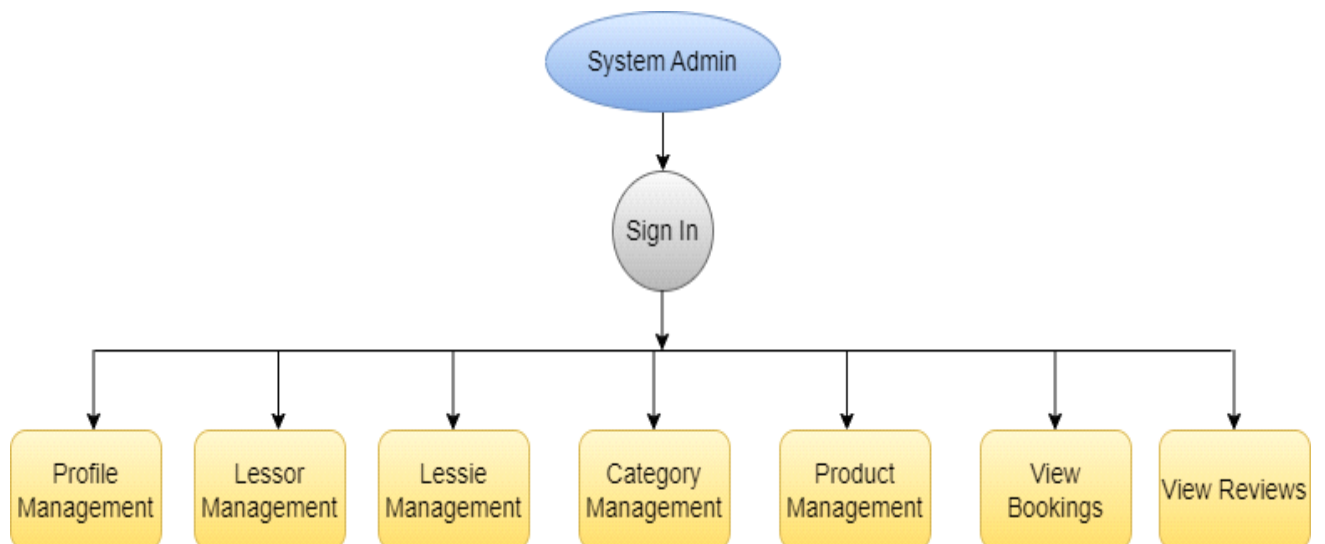 System Admin
Sign In
Profile
Management
Lessor
Management
Lessie
Management
Category
Management
Product
Management
View
Bookings
View Reviews